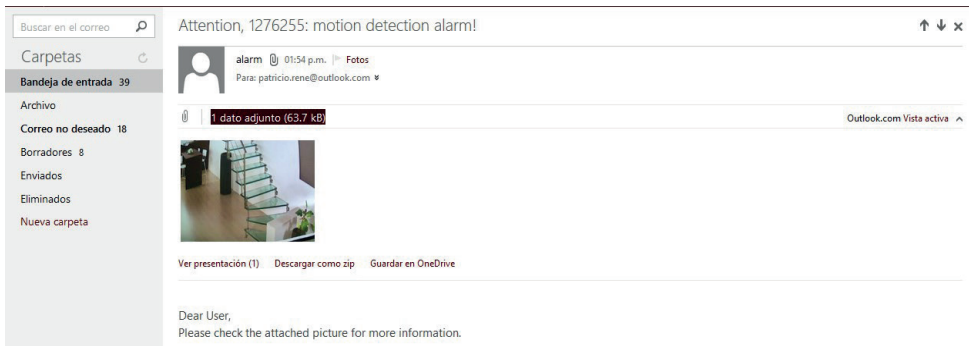 Buscar en el correo
Attention, 1276255: motion detection alarm!
Carpetas
alarm 01:54 p.m. Fotos
Para: patricio.rene@outlook.com
Bandeja de entrada 39
Archivo
1 dato adjunto (63.7 kB)
Outlook.com Vista activa
Correo no deseado 18
Borradores 8
Enviados
Eliminados
Nueva carpeta
Ver presentación (1) Descargar como zip Guardar en OneDrive
Dear User,
Please check the attached picture for more information.